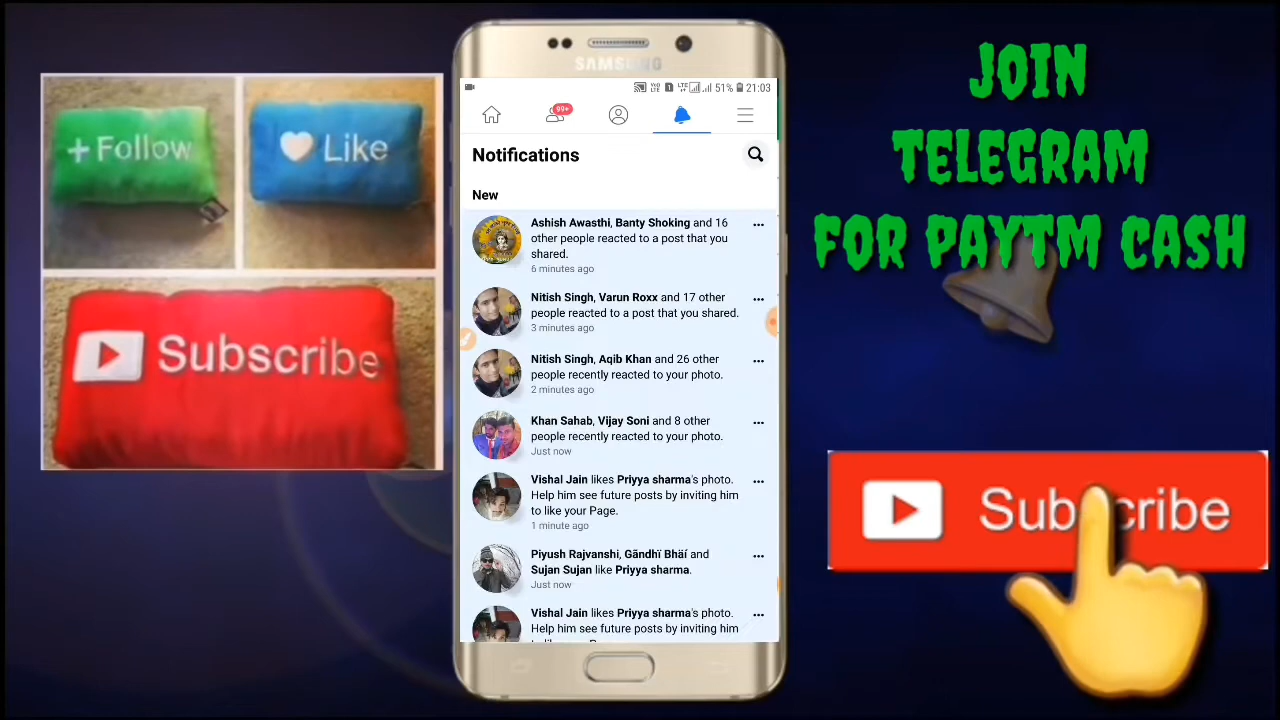 +Follow
Like
Subscribe
SAMSUNG
51% 21:03
99+
Notifications
New
Ashish Awasthi, Banty Shoking and 16
other people reacted to a post that you
shared.
6 minutes ago
Nitish Singh, Varun Roxx and 17 other
people reacted to a post that you shared.
3 minutes ago
Nitish Singh, Aqib Khan and 26 other
people recently reacted to your photo.
2 minutes ago
Khan Sahab, Vijay Soni and 8 other
people recently reacted to your photo.
Just now
Vishal Jain likes Priyya sharma's photo.
Help him see future posts by inviting him
to like your Page.
1 minute ago
Piyush Rajvanshi, Gãndhï Bhäí and
Sujan Sujan like Priyya sharma.
Just now
Vishal Jain likes Priyya sharma's photo.
Help him see future posts by inviting him
JOIN
TELEGRAM
FOR PAYTM CASH
Subscribe